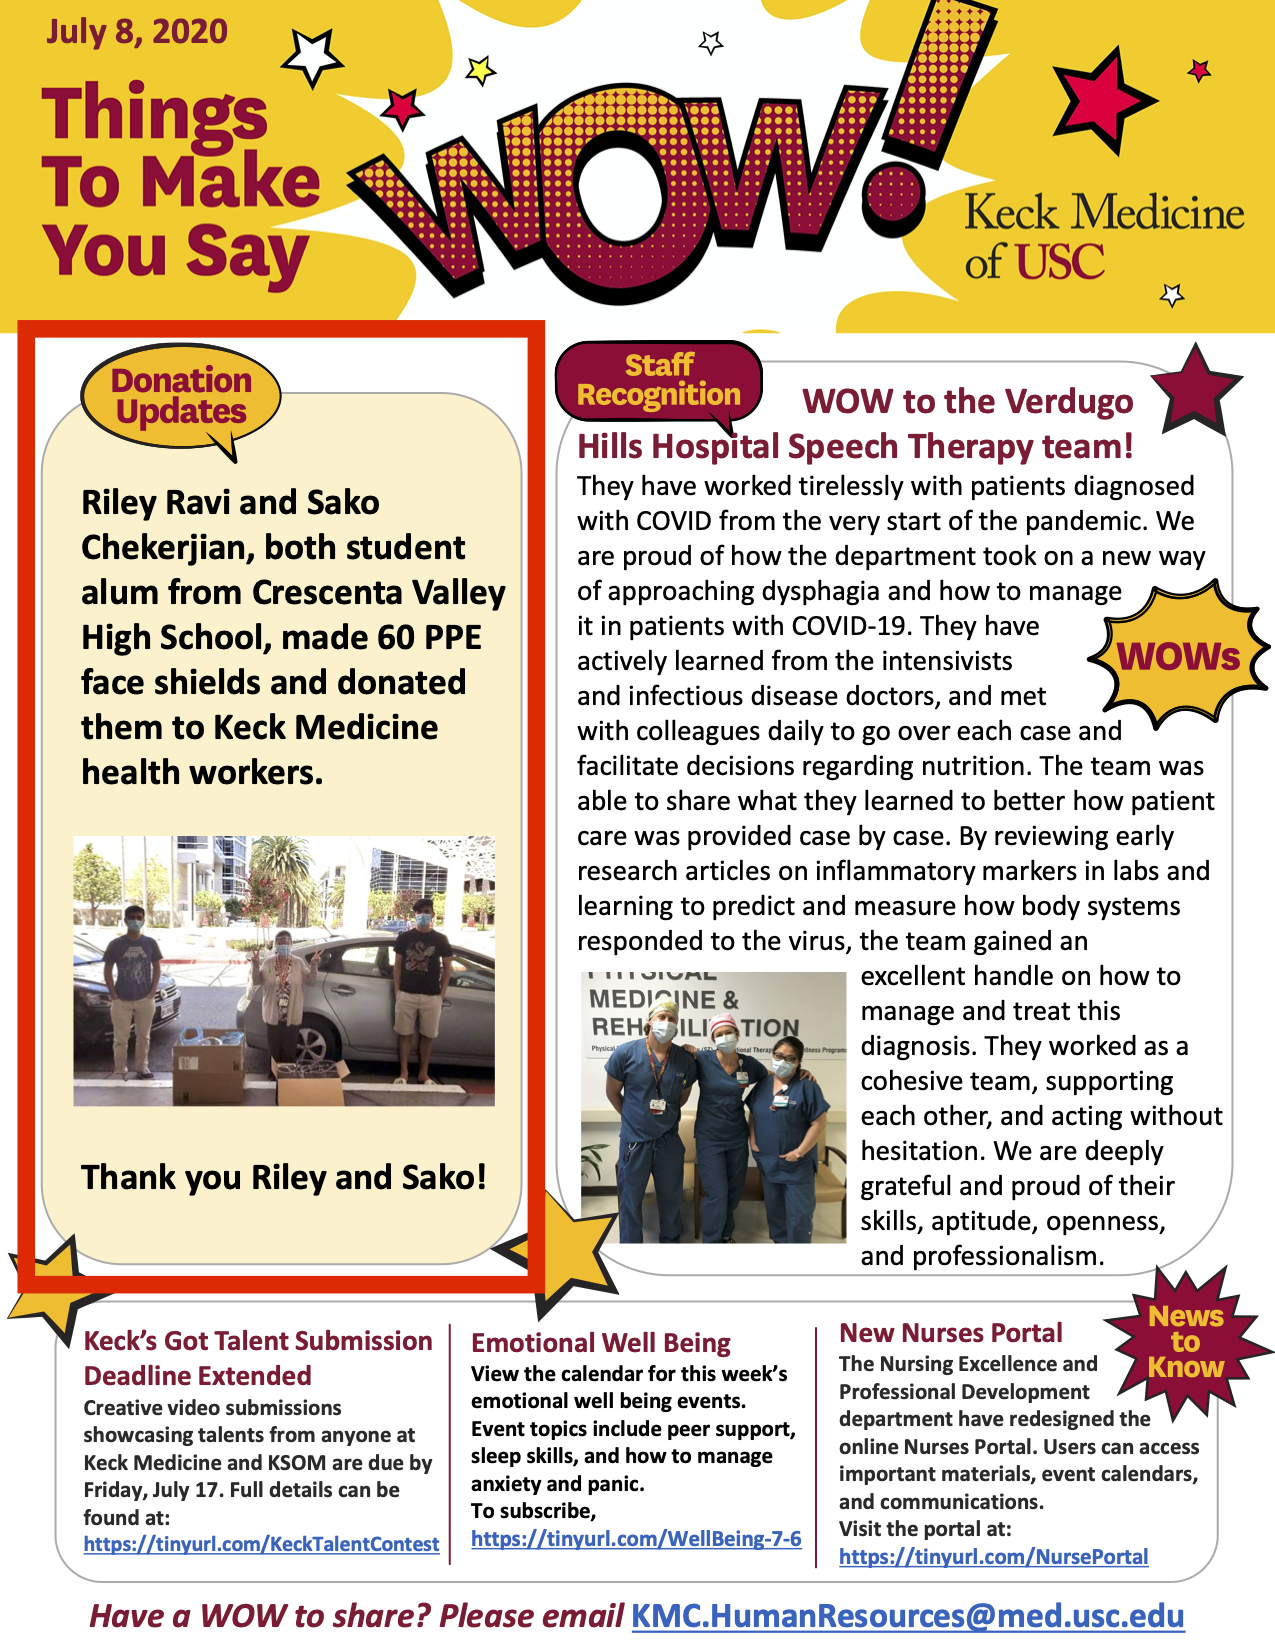 July 8, 2020
Things
To Make
You Say
WOW!
Keck Medicine
of USC
Donation
Updates
Riley Ravi and Sako
Chekerjian, both student
alum from Crescenta Valley
High School, made 60 PPE
face shields and donated
them to Keck Medicine
health workers.
Thank you Riley and Sako!
Staff
Recognition
WOW to the Verdugo
Hills Hospital Speech Therapy team!
They have worked tirelessly with patients diagnosed
with COVID from the very start of the pandemic. We
are proud of how the department took on a new way
of approaching dysphagia and how to manage
it in patients with COVID-19. They have
actively learned from the intensivists
and infectious disease doctors, and met
with colleagues daily to go over each case and
facilitate decisions regarding nutrition. The team was
able to share what they learned to better how patient
care was provided case by case. By reviewing early
research articles on inflammatory markers in labs and
learning to predict and measure how body systems
responded to the virus, the team gained an
excellent handle on how to
manage and treat this
diagnosis. They worked as a
cohesive team, supporting
each other, and acting without
hesitation. We are deeply
grateful and proud of their
skills, aptitude, openness,
and professionalism.
WOWs
PHYSICAL
MEDICINE &
News
to
Know
Keck's Got Talent Submission
Deadline Extended
Creative video submissions
showcasing talents from anyone at
Keck Medicine and KSOM are due by
Friday, July 17. Full details can be
found at:
https://tinyurl.com/KeckTalentContest
Emotional Well Being
View the calendar for this week's
emotional well being events.
Event topics include peer support,
sleep skills, and how to manage
anxiety and panic.
To subscribe,
https://tinyurl.com/WellBeing-7-6
New Nurses Portal
The Nursing Excellence and
Professional Development
department have redesigned the
online Nurses Portal. Users can access
important materials, event calendars,
and communications.
Visit the portal at:
https://tinyurl.com/NursePortal
Have a WOW to share? Please email KMC.HumanResources@med.usc.edu